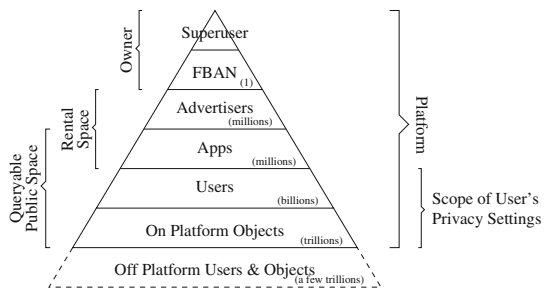 Superuser
FBAN
(1)
Advertisers
(millions)
Apps
(millions)
Users
(billions)
On Platform Objects
(trillions)
Off Platform Users & Objects
(a few trillions)
Owner
Rental
Space
Queryable
Public Space
Platform
Scope of User's
Privacy Settings